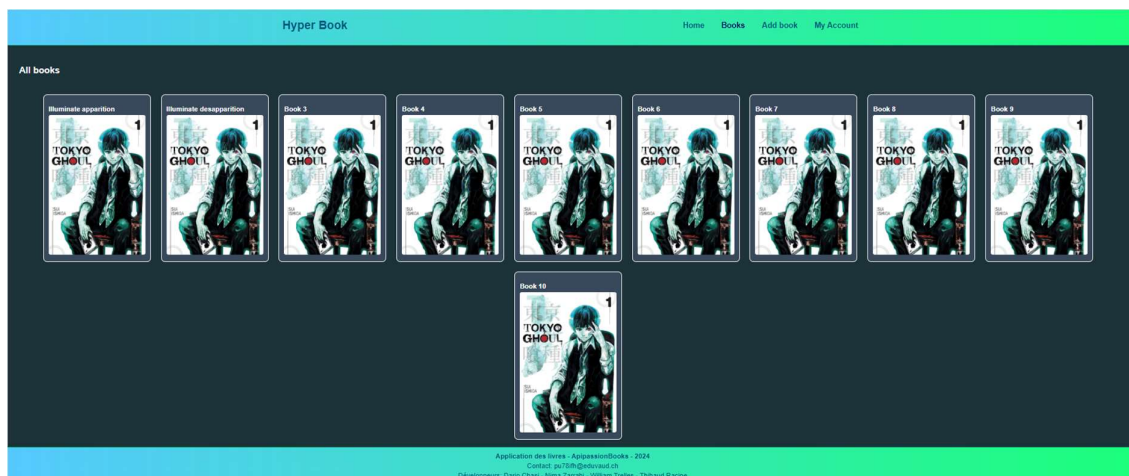 Hyper Book
Home Books Add book My Account
All books
Illuminate apparition
Illuminate desapparition
Book 3
Book 4
Book 5
Book 6
Book 7
Book 8
Book 9
1
TOKYO
GHOUL
1
TOKYO
GHOUL
1
TOKYO
GHOUL
1
TOKYO
GHOUL
1
TOKYO
GHOUL
1
TOKYO
GHOUL
1
TOKYO
GHOUL
1
TOKYO
GHOUL
1
TOKYO
GHOUL
Book 10
1
TOKYO
GHOUL
Application des livres - ApipassionBooks - 2024